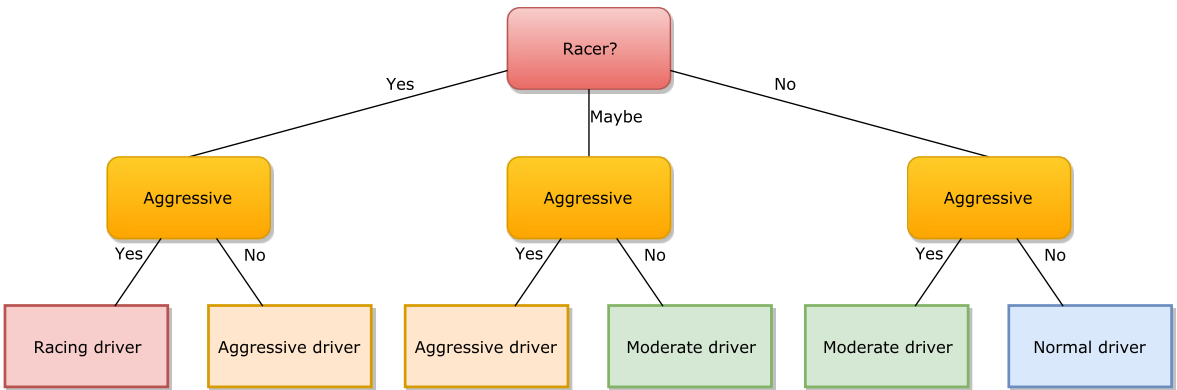 Racer?
Yes
No
Maybe
Aggressive
Aggressive
Aggressive
Yes
No
Yes
No
Yes
No
Racing driver
Aggressive driver
Aggressive driver
Moderate driver
Moderate driver
Normal driver